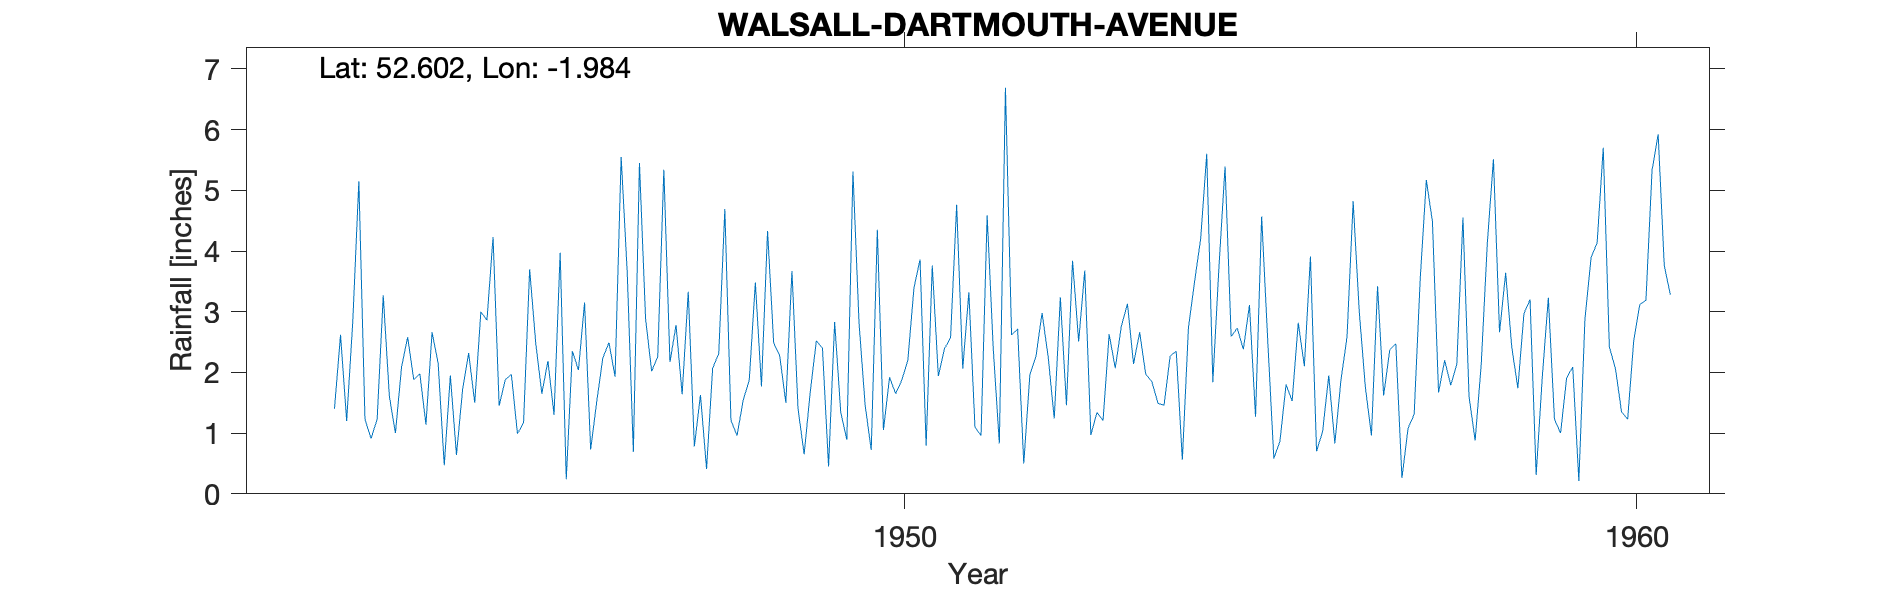 WALSALL-DARTMOUTH-AVENUE
Lat: 52.602, Lon: -1.984
7
6
5
4
3
2
1
0
Rainfall [inches]
1950
1960
Year